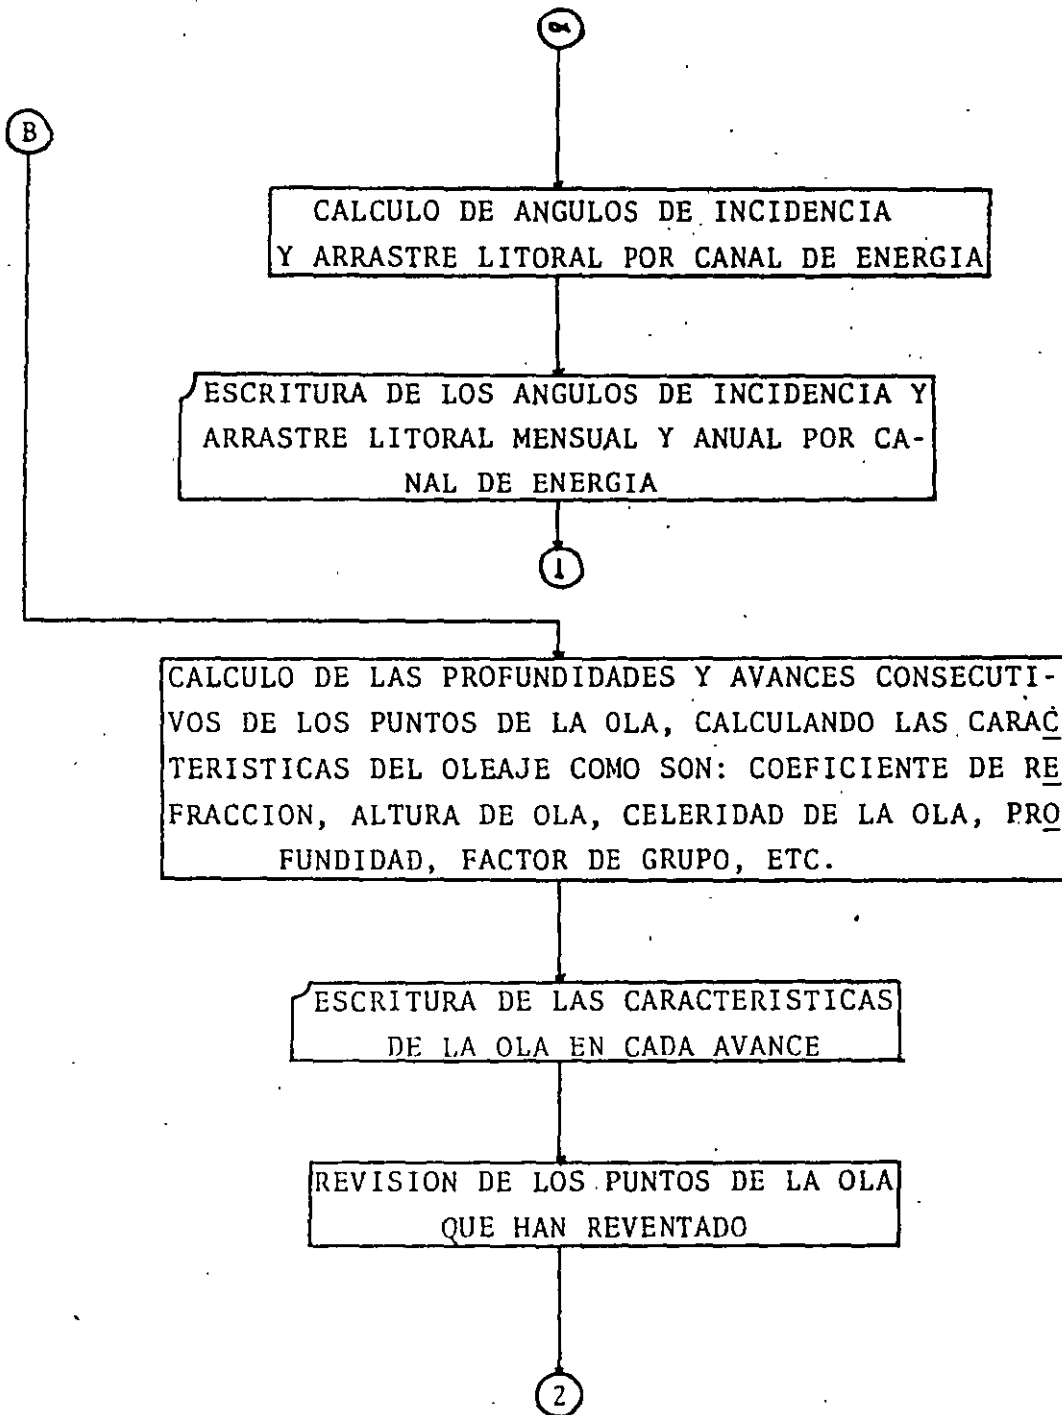 α
B
CALCULO DE ANGULOS DE INCIDENCIA
Y ARRASTRE LITORAL POR CANAL DE ENERGIA
ESCRITURA DE LOS ANGULOS DE INCIDENCIA Y
ARRASTRE LITORAL MENSUAL Y ANUAL POR CA-
NAL DE ENERGIA
1
CALCULO DE LAS PROFUNDIDADES Y AVANCES CONSECUTI-
VOS DE LOS PUNTOS DE LA OLA, CALCULANDO LAS CARAC
TERISTICAS DEL OLEAJE COMO SON: COEFICIENTE DE RE
FRACCION, ALTURA DE OLA, CELERIDAD DE LA OLA, PRO
FUNDIDAD, FACTOR DE GRUPO, ETC.
ESCRITURA DE LAS CARACTERISTICAS
DE LA OLA EN CADA AVANCE
REVISION DE LOS PUNTOS DE LA OLA
QUE HAN REVENTADO
2